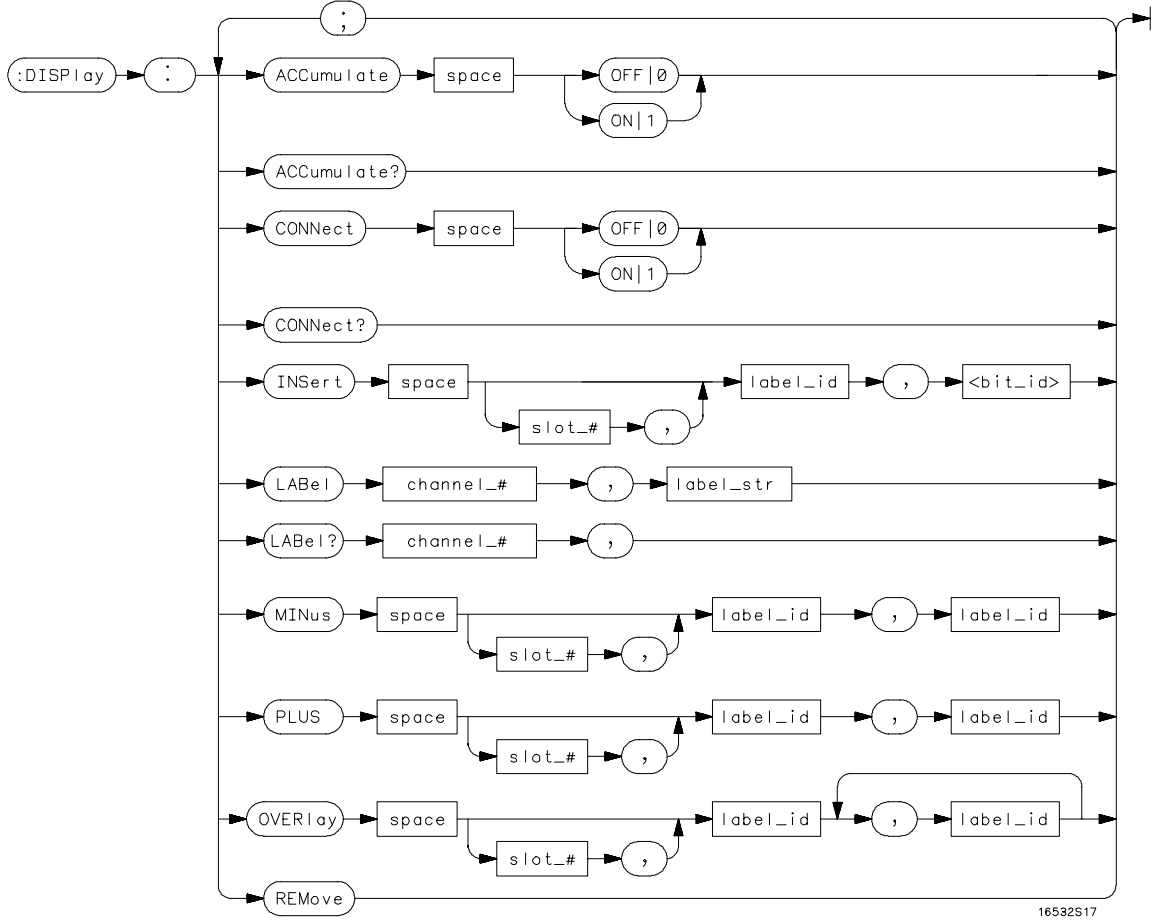 ;
:DISPlay : ACCumulate space OFF|0
ON|1
ACCumulate?
CONNect space OFF|0
ON|1
CONNect?
INSert space label_id , <bit_id>
slot_# ,
LABel channel_# , label_str
LABel? channel_# ,
MINus space label_id , label_id
slot_# ,
PLUS space label_id , label_id
slot_# ,
OVERlay space label_id , label_id
slot_# ,
REMove
16532S17